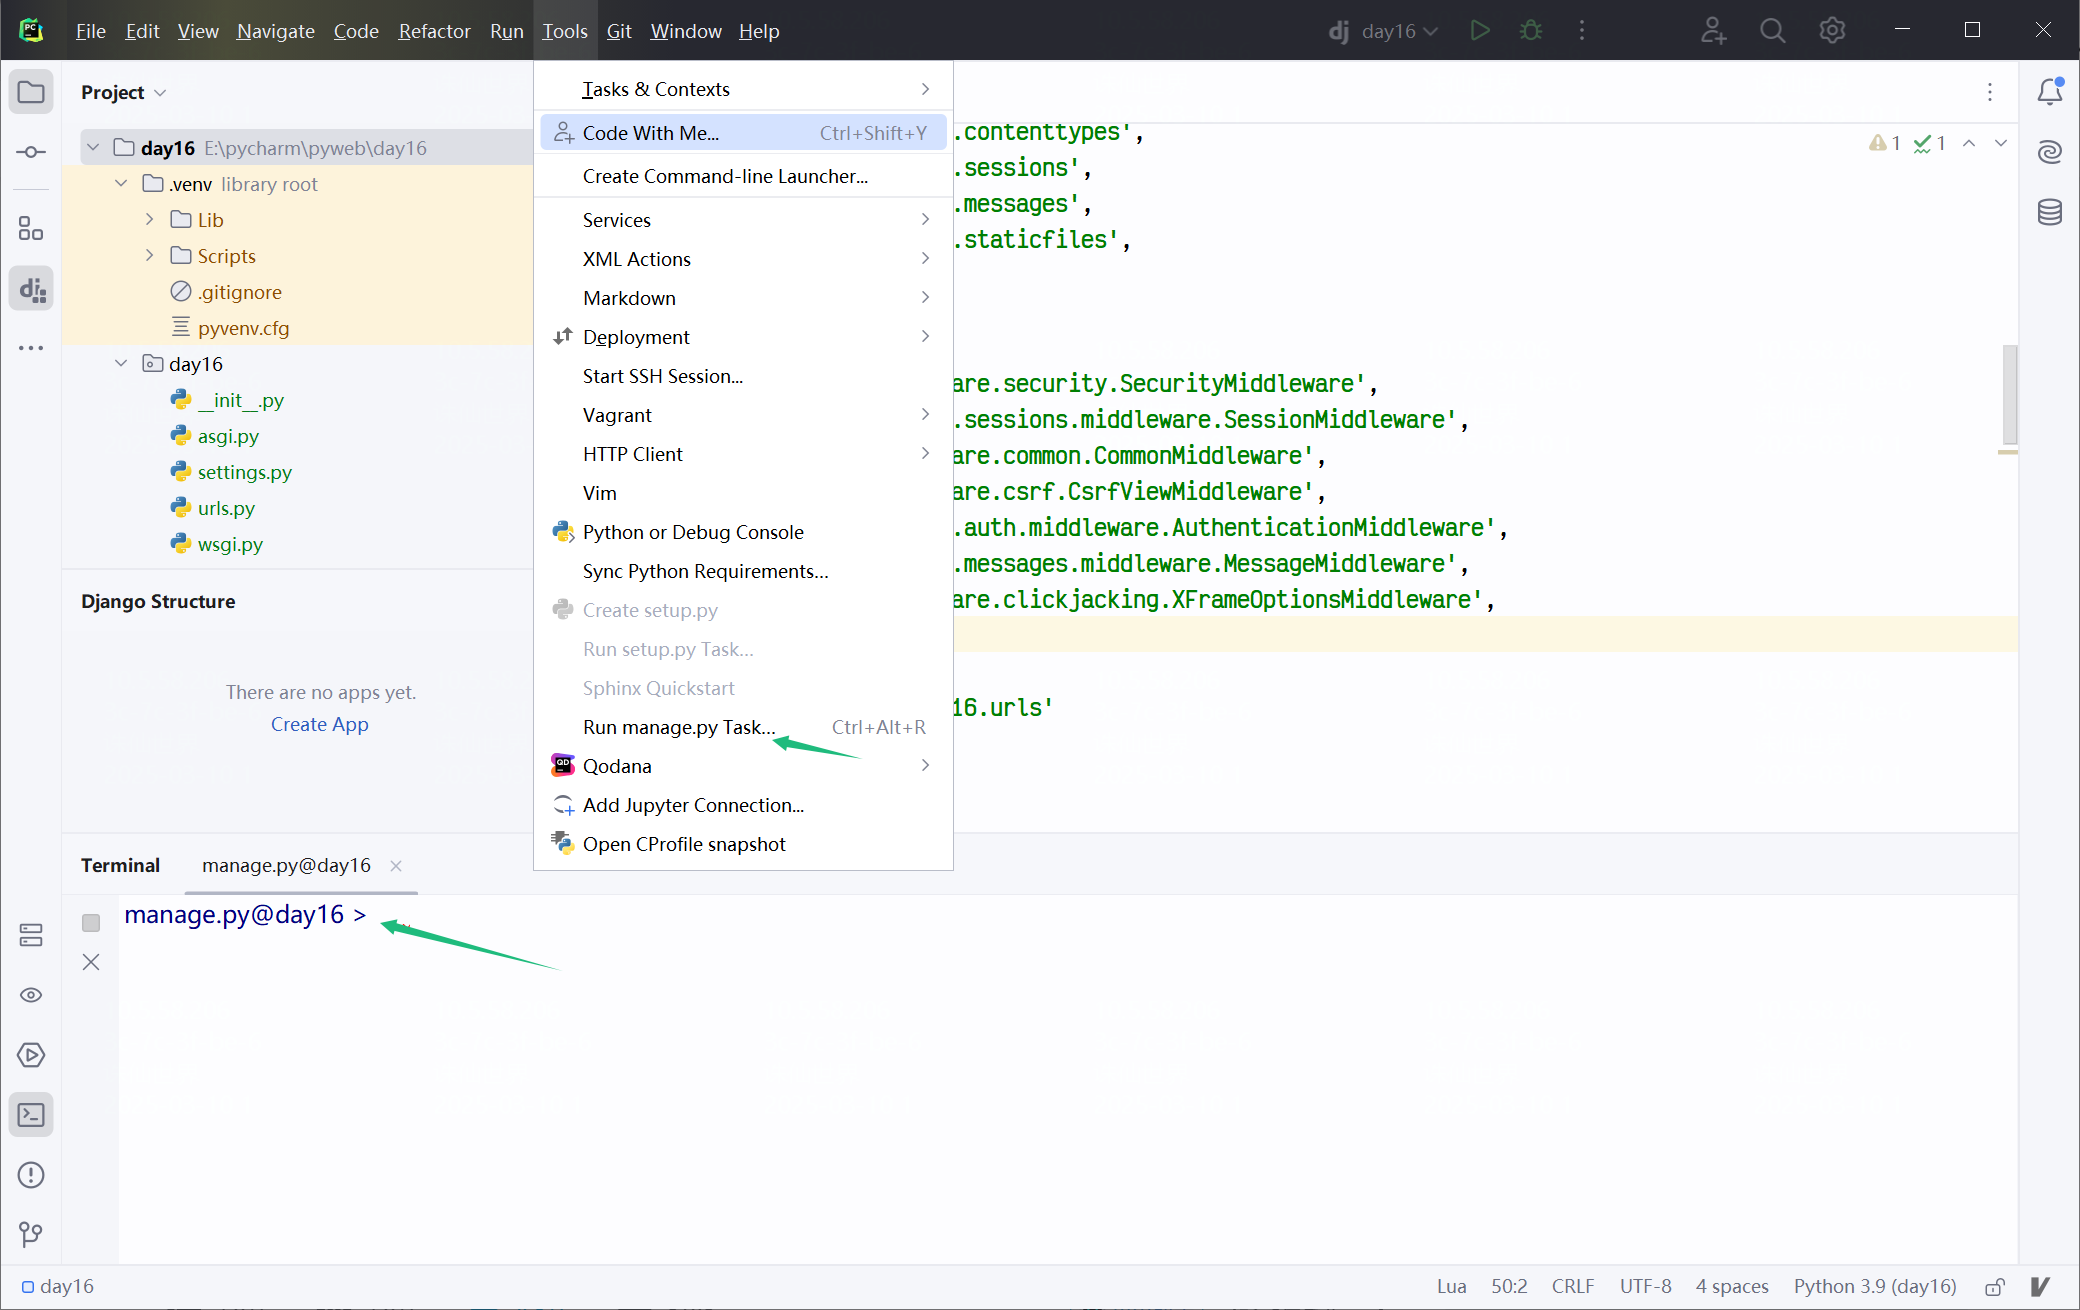 File Edit View Navigate Code Refactor Run Tools Git Window Help
dj day16
Project
day16 E:\pycharm\pyweb\day16
.venv library root
Lib
Scripts
.gitignore
pyvenv.cfg
day16
__init__.py
asgi.py
settings.py
urls.py
wsgi.py
Django Structure
There are no apps yet.
Create App
Tasks & Contexts
Code With Me... Ctrl+Shift+Y
Create Command-line Launcher...
Services
XML Actions
Markdown
Deployment
Start SSH Session...
Vagrant
HTTP Client
Vim
Python or Debug Console
Sync Python Requirements...
Create setup.py
Run setup.py Task...
Sphinx Quickstart
Run manage.py Task... Ctrl+Alt+R
Qodana
Add Jupyter Connection...
Open CProfile snapshot
1 1
.contenttypes',
.sessions',
.messages',
.staticfiles',
are.security.SecurityMiddleware',
.sessions.middleware.SessionMiddleware',
are.common.CommonMiddleware',
are.csrf.CsrfViewMiddleware',
.auth.middleware.AuthenticationMiddleware',
.messages.middleware.MessageMiddleware',
are.clickjacking.XFrameOptionsMiddleware',
16.urls'
Terminal manage.py@day16
manage.py@day16 >
day16
Lua 50:2 CRLF UTF-8 4 spaces Python 3.9 (day16)